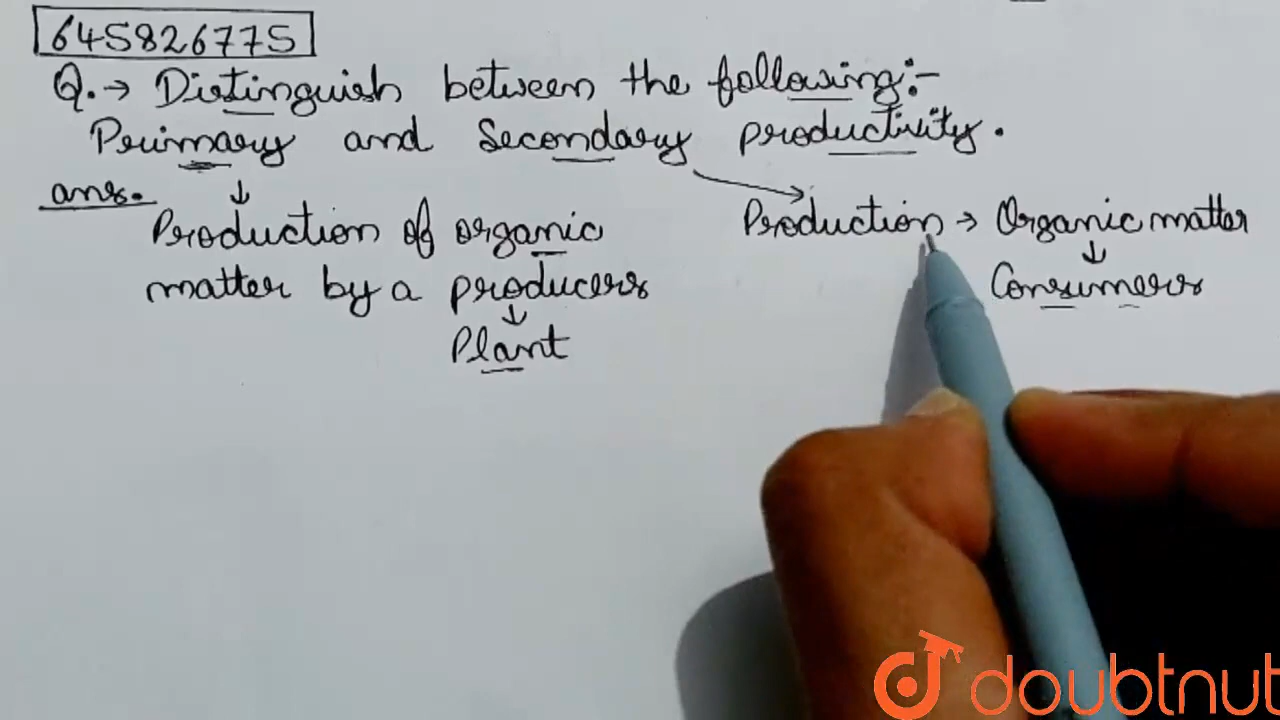 645826775
Q.→ Distinguish between the following:-
Primary and Secondary productivity.
ans.
↓
Production of organic
matter by a producers
↓
Plant
Production → Organic matter
↓
Consumers
doubtnut